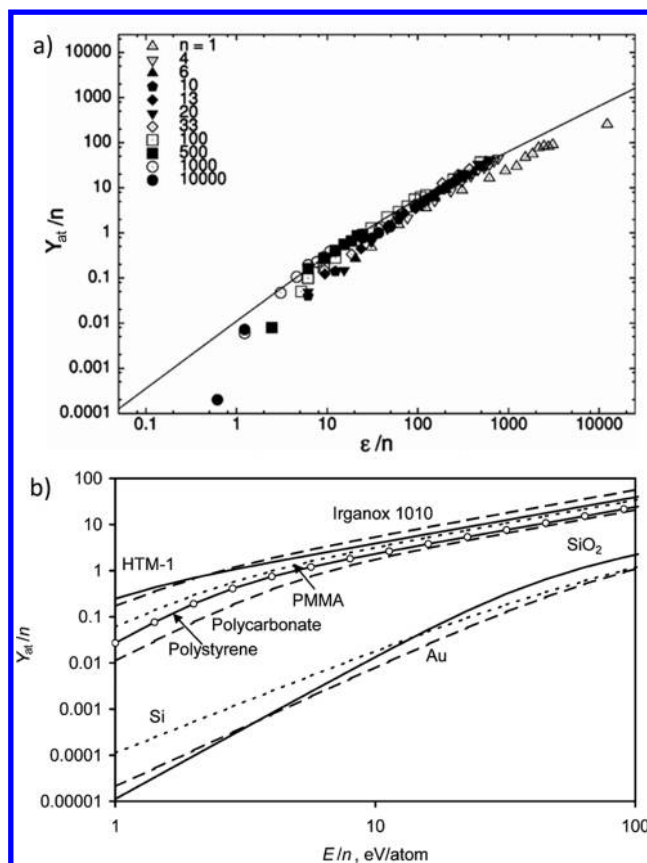 a)
10000
1000
100
10
1
0.1
0.01
0.001
0.0001
n = 1
4
6
10
13
20
33
100
500
1000
10000
0.1 1 10 100 1000 10000
Y_at/n
ε/n
b)
100
10
1
0.1
0.01
0.001
0.0001
0.00001
Irganox 1010
HTM-1
SiO₂
PMMA
Polycarbonate
Polystyrene
Au
Si
Y_at/n
1 10 100
E/n, eV/atom